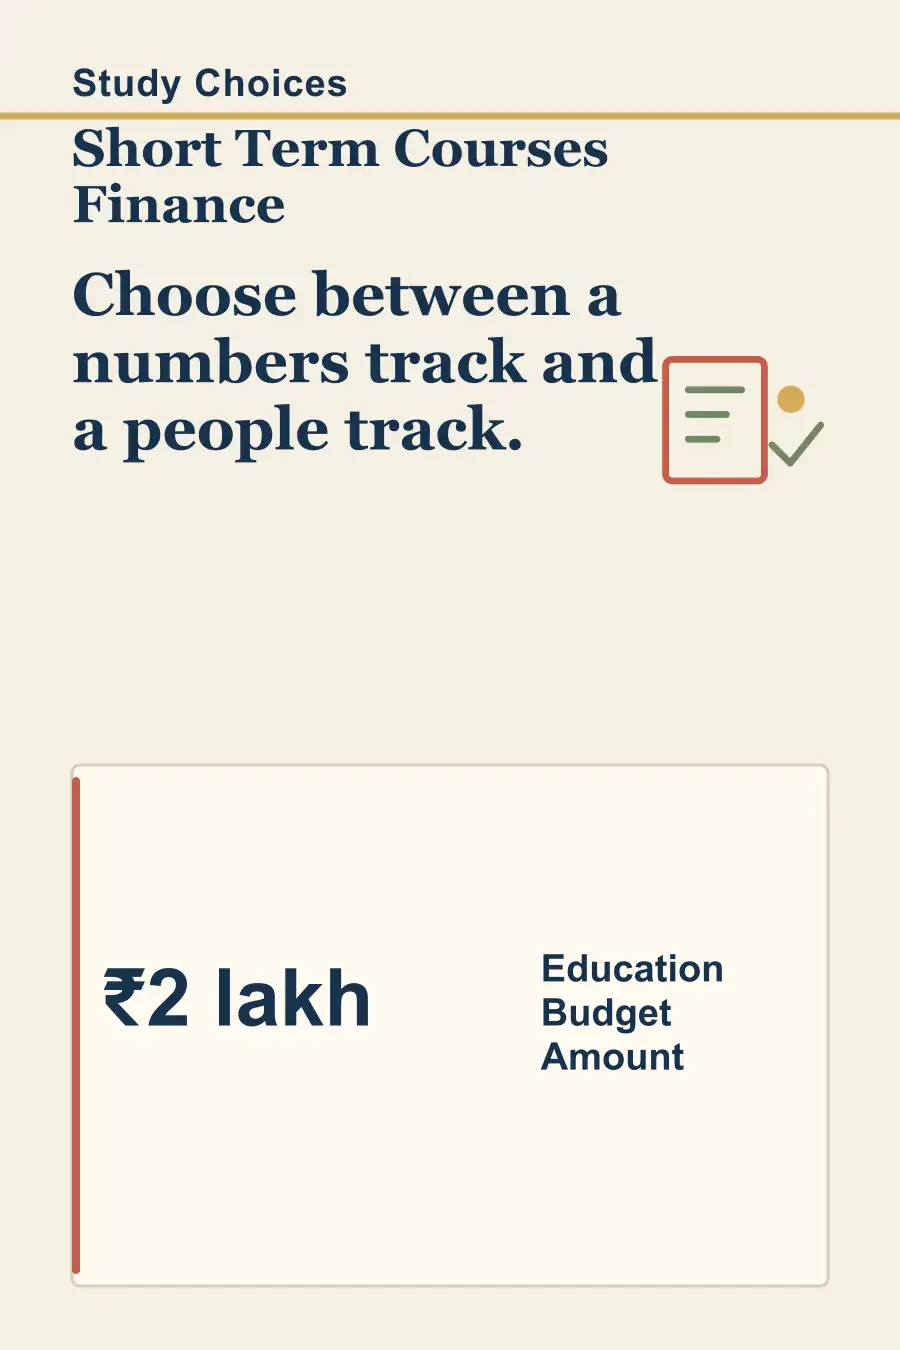 Study Choices
Short Term Courses
Finance
Choose between a
numbers track and
a people track.
₹2 lakh
Education
Budget
Amount